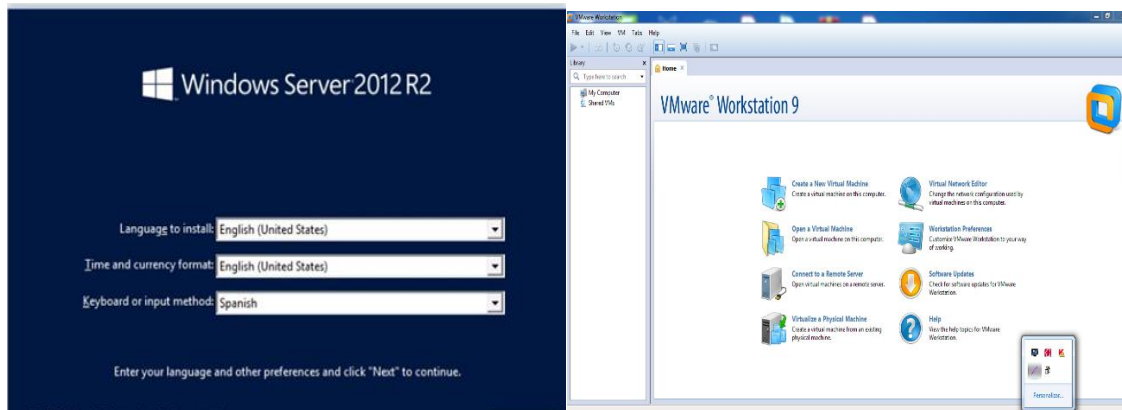 Windows Server 2012 R2
Language to install: English (United States)
Time and currency format: English (United States)
Keyboard or input method: Spanish
Enter your language and other preferences and click "Next" to continue.
VMware Workstation
File Edit View VM Tabs Help
Library
Type here to search
My Computer
Shared VMs
Home
VMware® Workstation 9
Create a New Virtual Machine
Create a virtual machine on this computer.
Open a Virtual Machine
Open a virtual machine on this computer.
Connect to a Remote Server
Open virtual machines on a remote server.
Virtualize a Physical Machine
Create a virtual machine from an existing
physical machine.
Virtual Network Editor
Change the network configuration used by
virtual machines on this computer.
Workstation Preferences
Customize VMware Workstation to your way
of working.
Software Updates
Check for software updates for VMware
Workstation.
Help
View the help topics for VMware
Workstation.
Personalizar...